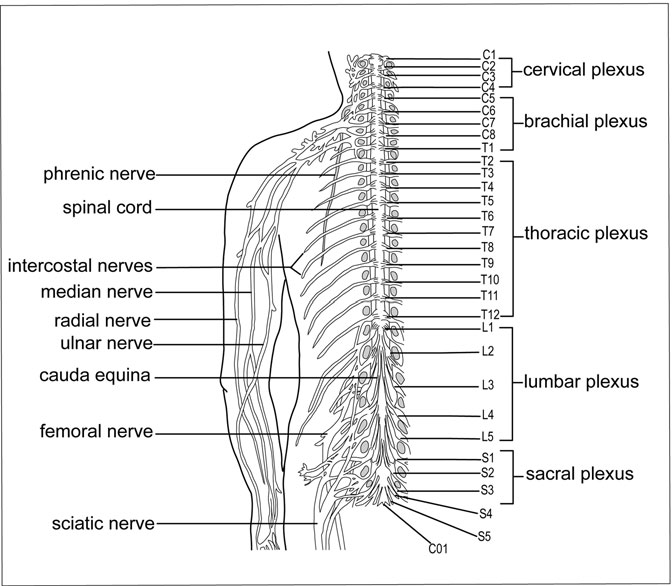 C1
C2
C3
C4
cervical plexus
C5
C6
C7
C8
T1
brachial plexus
T2
T3
T4
T5
T6
T7
T8
T9
T10
T11
T12
thoracic plexus
L1
L2
L3
L4
L5
lumbar plexus
S1
S2
S3
S4
S5
sacral plexus
C01
phrenic nerve
spinal cord
intercostal nerves
median nerve
radial nerve
ulnar nerve
cauda equina
femoral nerve
sciatic nerve